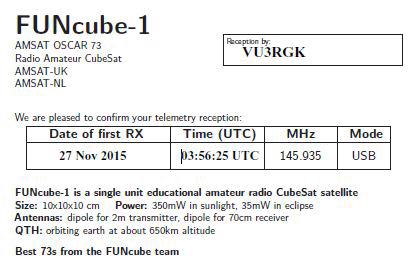 FUNcube-1
AMSAT OSCAR 73
Radio Amateur CubeSat
AMSAT-UK
AMSAT-NL
Reception by:
VU3RGK
We are pleased to confirm your telemetry reception:
Date of first RX Time (UTC) MHz Mode
27 Nov 2015 03:56:25 UTC 145.935 USB
FUNcube-1 is a single unit educational amateur radio CubeSat satellite
Size: 10x10x10 cm Power: 350mW in sunlight, 35mW in eclipse
Antennas: dipole for 2m transmitter, dipole for 70cm receiver
QTH: orbiting earth at about 650km altitude
Best 73s from the FUNcube team